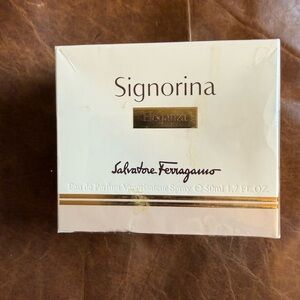 Signorina
Eleganza
Salvatore Ferragamo
Eau de Parfum Vaporisateur Spray ℮ 50ml 1.7 FL. OZ.